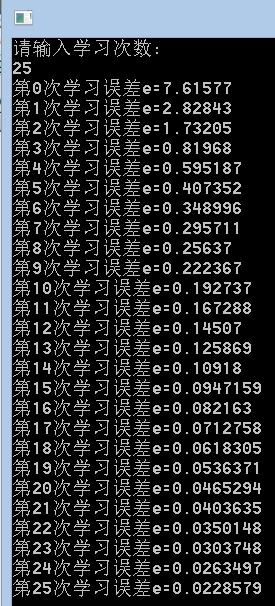 请输入学习次数：
25
第0次学习误差e=7.61577
第1次学习误差e=2.82843
第2次学习误差e=1.73205
第3次学习误差e=0.81968
第4次学习误差e=0.595187
第5次学习误差e=0.407352
第6次学习误差e=0.348996
第7次学习误差e=0.295711
第8次学习误差e=0.25637
第9次学习误差e=0.222367
第10次学习误差e=0.192737
第11次学习误差e=0.167288
第12次学习误差e=0.14507
第13次学习误差e=0.125869
第14次学习误差e=0.10918
第15次学习误差e=0.0947159
第16次学习误差e=0.082163
第17次学习误差e=0.0712758
第18次学习误差e=0.0618305
第19次学习误差e=0.0536371
第20次学习误差e=0.0465294
第21次学习误差e=0.0403635
第22次学习误差e=0.0350148
第23次学习误差e=0.0303748
第24次学习误差e=0.0263497
第25次学习误差e=0.0228579